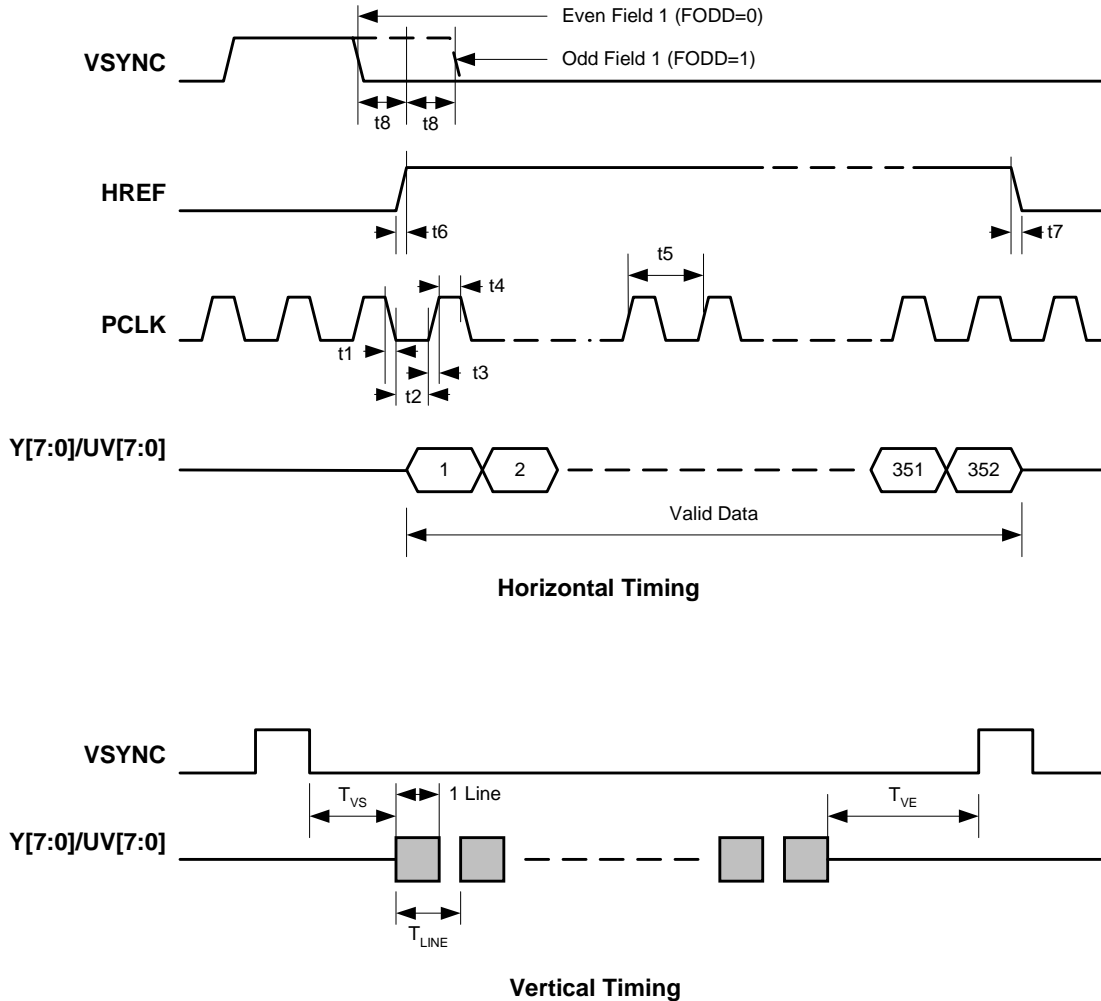 Even Field 1 (FODD=0)
VSYNC
Odd Field 1 (FODD=1)
t8
t8
HREF
t6
t7
t5
t4
PCLK
t1
t3
t2
Y[7:0]/UV[7:0]
1
2
351
352
Valid Data
Horizontal Timing
VSYNC
TVS
1 Line
TVE
Y[7:0]/UV[7:0]
TLINE
Vertical Timing